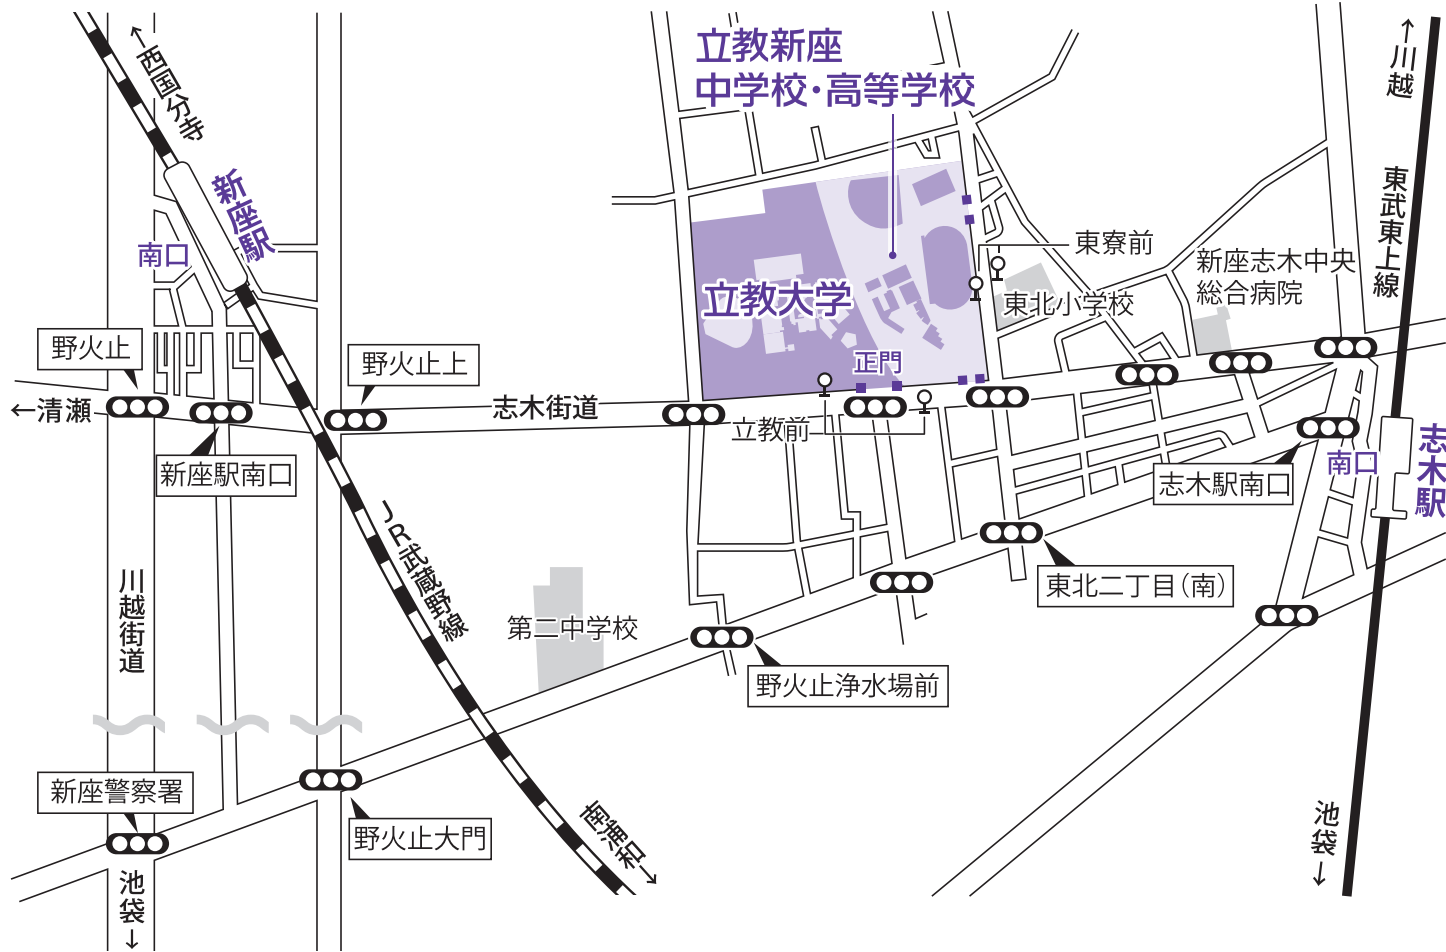 ←西国分寺
新座駅
南口
立教新座
中学校・高等学校
↑川越
東武東上線
東寮前
新座志木中央
総合病院
東北小学校
立教大学
正門
野火止
野火止上
←清瀬
志木街道
立教前
新座駅南口
志木駅南口
南口
志木駅
JR武蔵野線
川越街道
第二中学校
東北二丁目(南)
野火止浄水場前
新座警察署
野火止大門
南浦和→
池袋↓
池袋↓